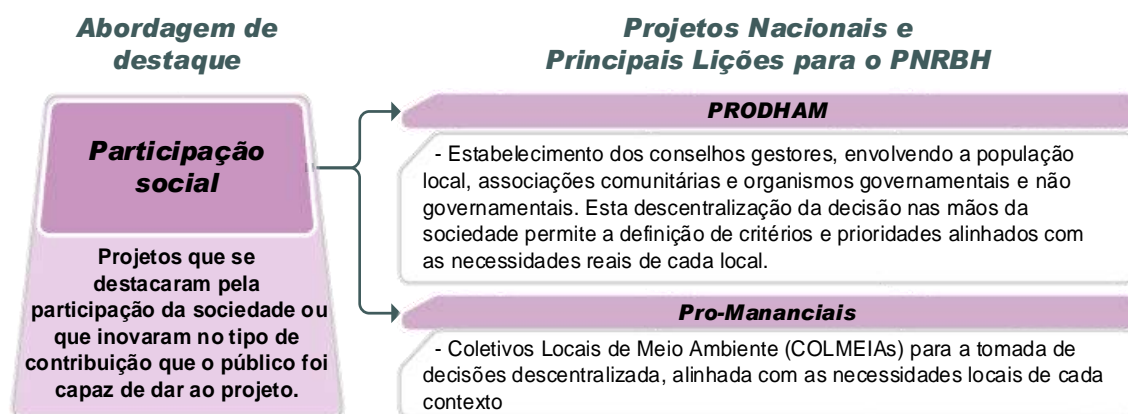 Abordagem de
destaque
Projetos Nacionais e
Principais Lições para o PNRBH
Participação
social
Projetos que se
destacaram pela
participação da sociedade ou
que inovaram no tipo de
contribuição que o público foi
capaz de dar ao projeto.
PRODHAM
- Estabelecimento dos conselhos gestores, envolvendo a população
local, associações comunitárias e organismos governamentais e não
governamentais. Esta descentralização da decisão nas mãos da
sociedade permite a definição de critérios e prioridades alinhados com
as necessidades reais de cada local.
Pro-Mananciais
- Coletivos Locais de Meio Ambiente (COLMEIAs) para a tomada de
decisões descentralizada, alinhada com as necessidades locais de cada
contexto